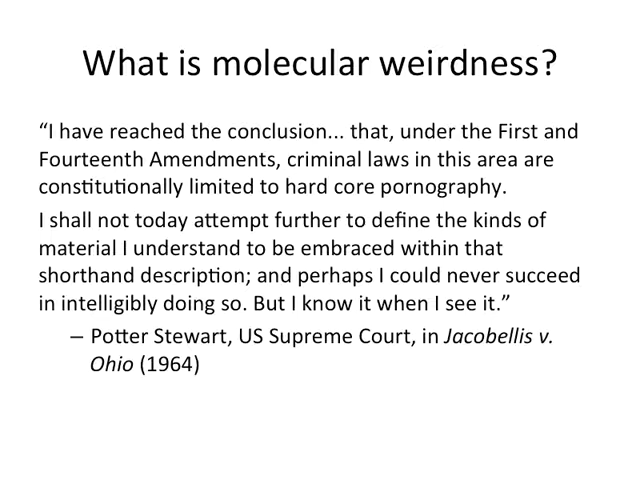 What is molecular weirdness?
“I have reached the conclusion... that, under the First and
Fourteenth Amendments, criminal laws in this area are
constitutionally limited to hard core pornography.
I shall not today attempt further to define the kinds of
material I understand to be embraced within that
shorthand description; and perhaps I could never succeed
in intelligibly doing so. But I know it when I see it.”
– Potter Stewart, US Supreme Court, in Jacobellis v.
Ohio (1964)